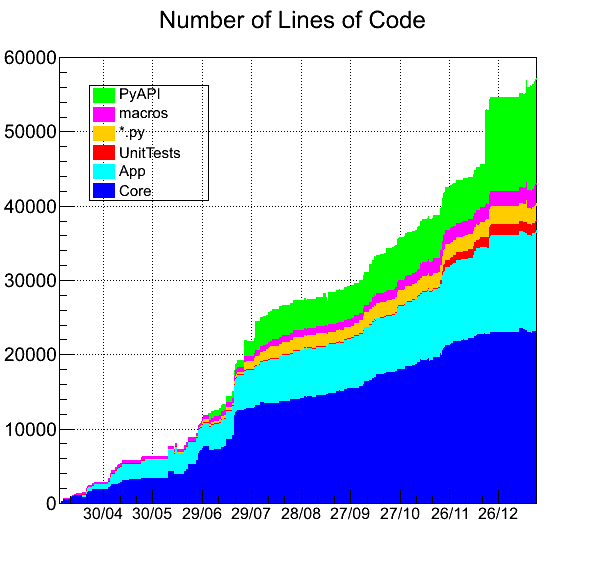 Number of Lines of Code
60000
50000
40000
30000
20000
10000
0
PyAPI
macros
*.py
UnitTests
App
Core
30/04 30/05 29/06 29/07 28/08 27/09 27/10 26/11 26/12